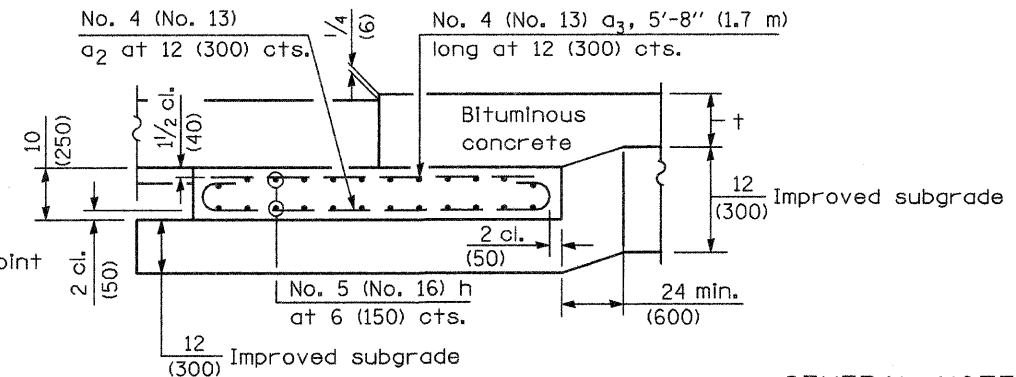 No. 4 (No. 13)
a2 at 12 (300) cts.
1/4
(6)
No. 4 (No. 13) a3, 5'-8" (1.7 m)
long at 12 (300) cts.
10
(250)
1 1/2 cl.
(40)
Bituminous
concrete
t
12
(300)
Improved subgrade
oint
2 cl.
(50)
2 cl.
(50)
No. 5 (No. 16) h
at 6 (150) cts.
24 min.
(600)
12
(300)
Improved subgrade